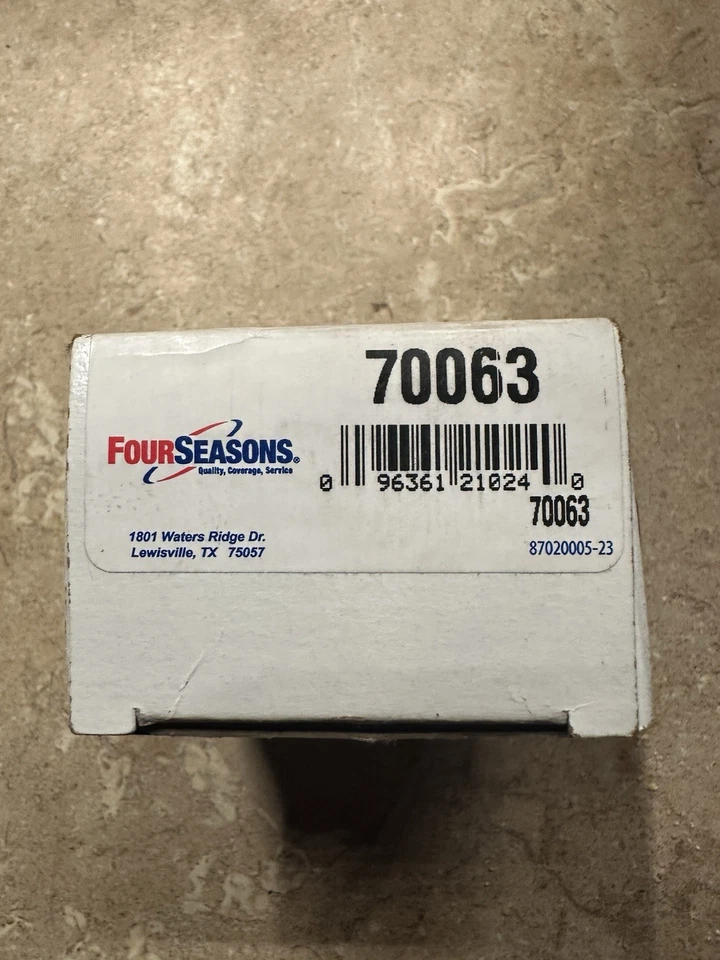 70063
FOURSEASONS®
Quality, Coverage, Service
0 96361 21024 0
70063
1801 Waters Ridge Dr.
Lewisville, TX 75057
87020005-23